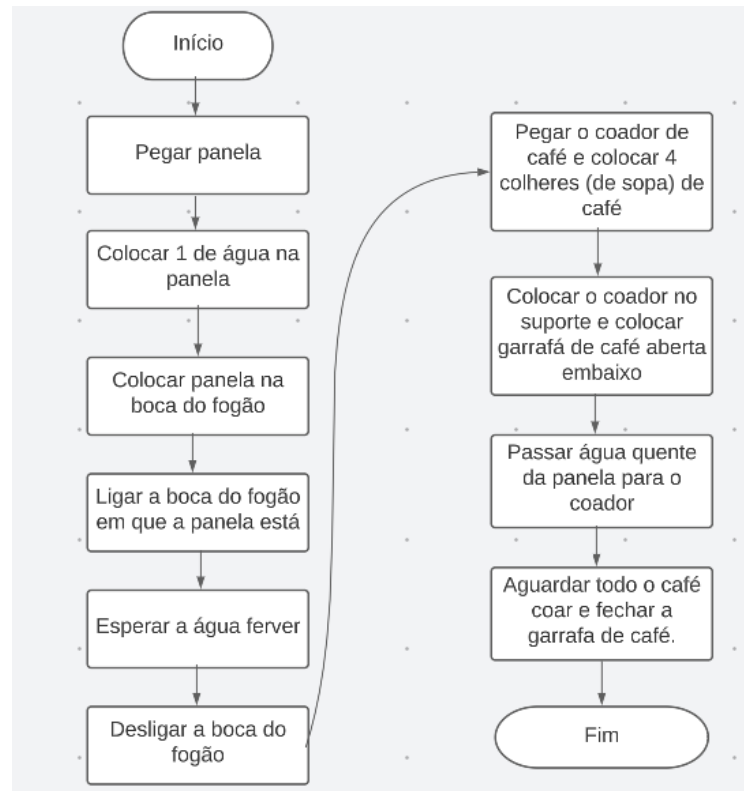 Início
Pegar panela
Colocar 1 de água na
panela
Colocar panela na
boca do fogão
Ligar a boca do fogão
em que a panela está
Esperar a água ferver
Desligar a boca do
fogão
Pegar o coador de
café e colocar 4
colheres (de sopa) de
café
Colocar o coador no
suporte e colocar
garrafá de café aberta
embaixo
Passar água quente
da panela para o
coador
Aguardar todo o café
coar e fechar a
garrafa de café.
Fim